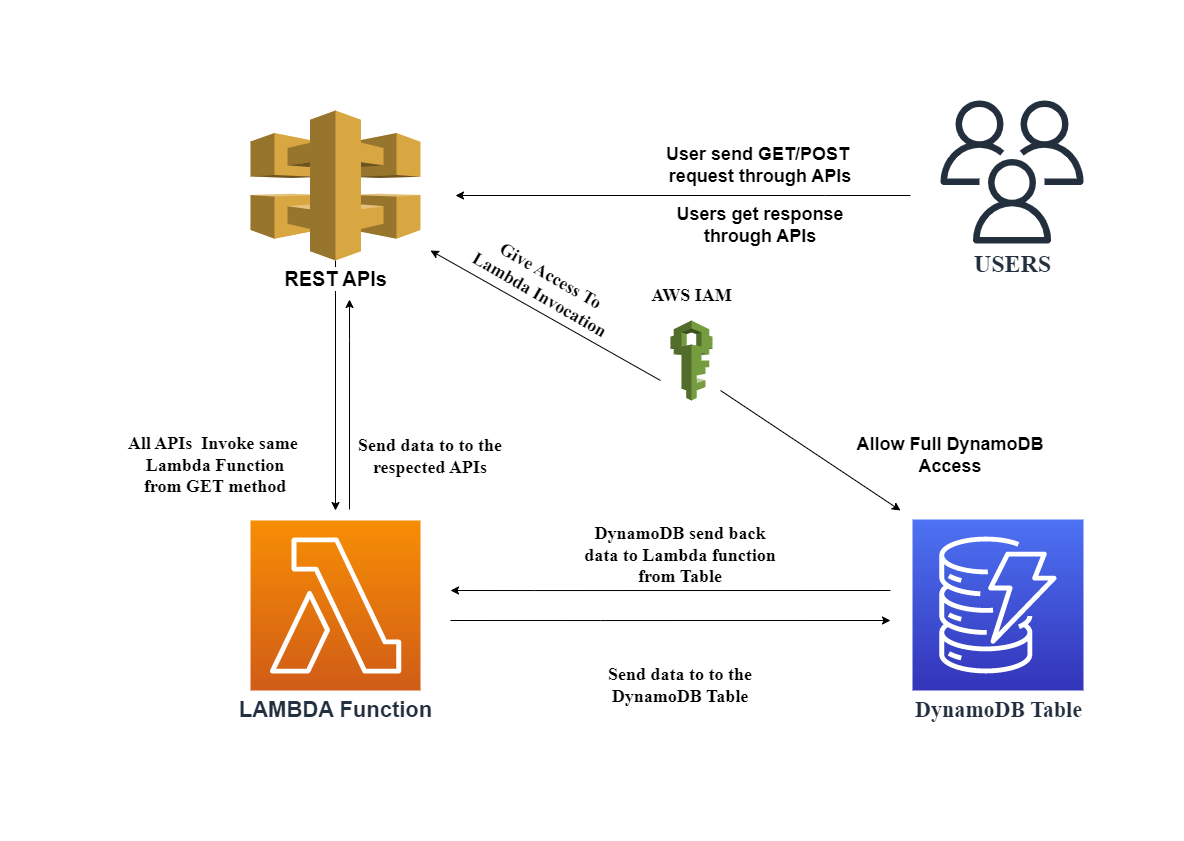 User send GET/POST
request through APIs
Users get response
through APIs
USERS
REST APIs
Give Access To
Lambda Invocation
AWS IAM
All APIs  Invoke same
Lambda Function
from GET method
Send data to to the
respected APIs
Allow Full DynamoDB
Access
DynamoDB send back
data to Lambda function
from Table
Send data to to the
DynamoDB Table
LAMBDA Function
DynamoDB Table